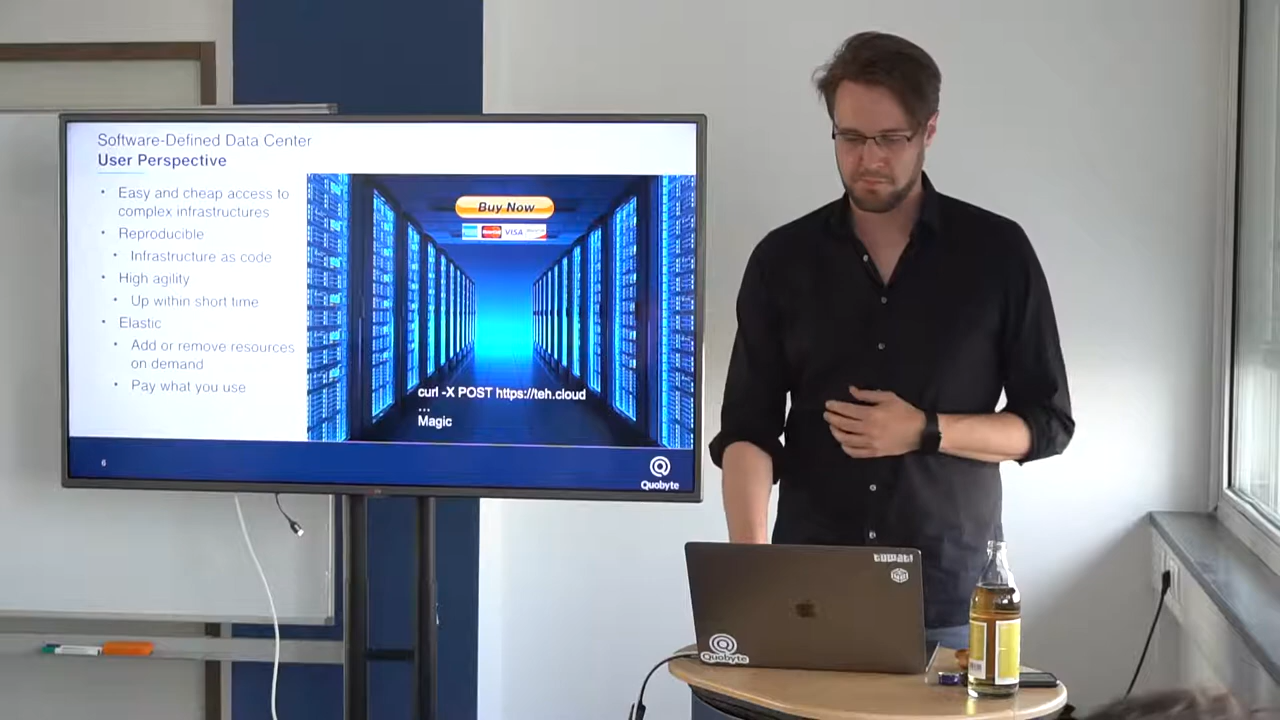 Software-Defined Data Center
User Perspective
• Easy and cheap access to
complex infrastructures
• Reproducible
• Infrastructure as code
• High agility
• Up within short time
• Elastic
• Add or remove resources
on demand
• Pay what you use
Buy Now
VISA
curl -X POST https://teh.cloud
...
Magic
6
Quobyte
Quobyte